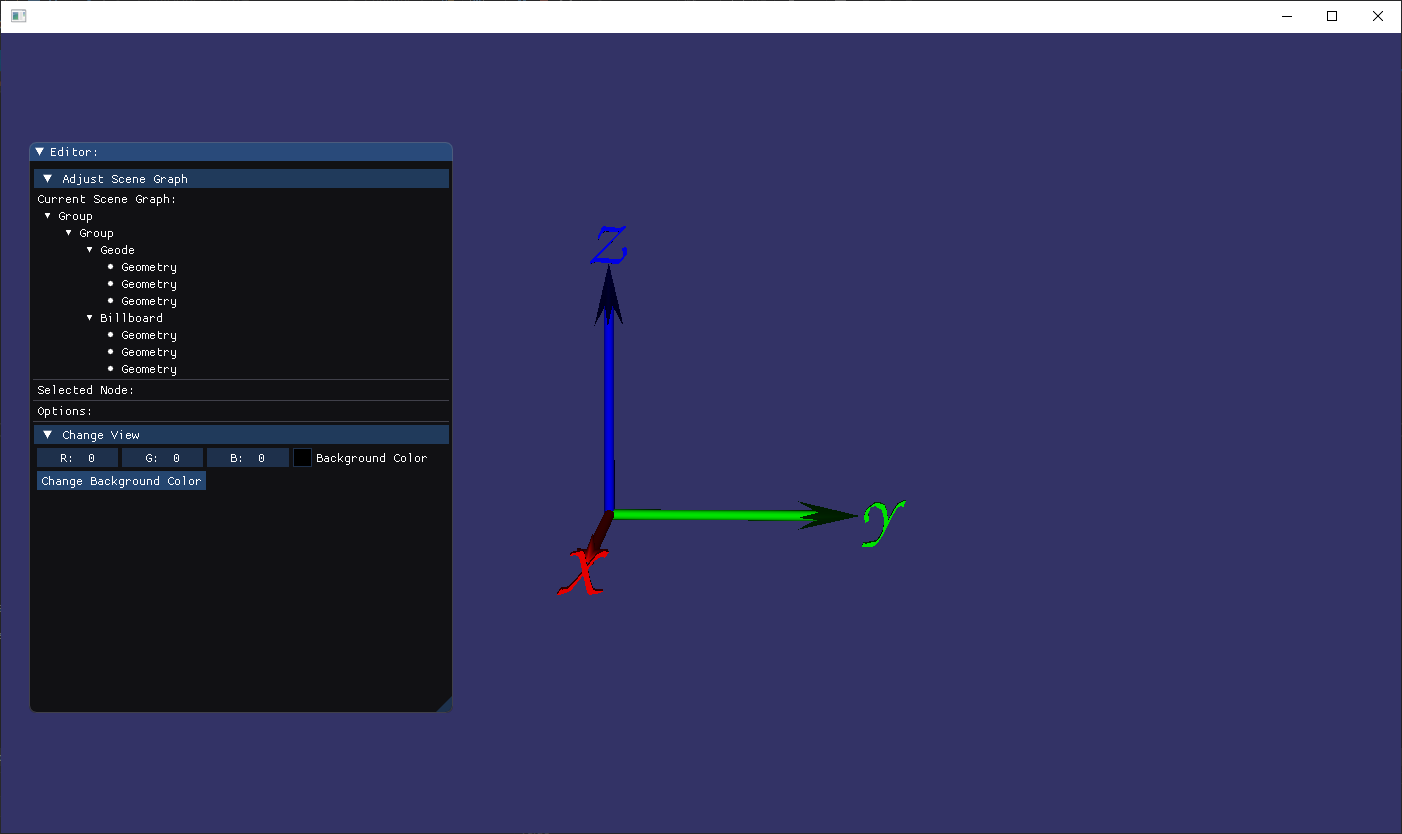 Editor:
Adjust Scene Graph
Current Scene Graph:
Group
Group
Geode
Geometry
Geometry
Geometry
Billboard
Geometry
Geometry
Geometry
Selected Node:
Options:
Change View
R: 0 G: 0 B: 0 Background Color
Change Background Color
z
y
x